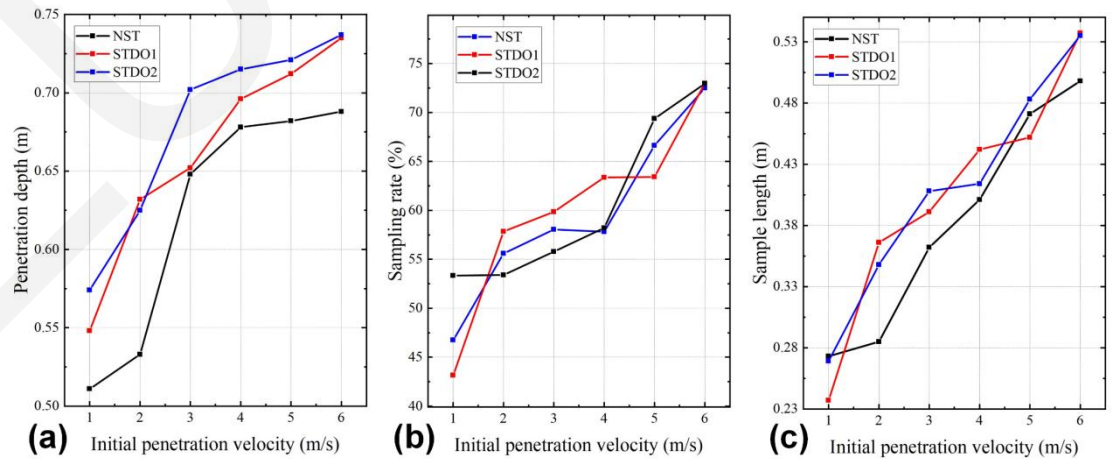 0.75
0.70
0.65
0.60
0.55
0.50
Penetration depth (m)
NST
STDO1
STDO2
1 2 3 4 5 6
Initial penetration velocity (m/s)
(a)
75
70
65
60
55
50
45
40
Sampling rate (%)
NST
STDO1
STDO2
1 2 3 4 5 6
Initial penetration velocity (m/s)
(b)
0.53
0.48
0.43
0.38
0.33
0.28
0.23
Sample length (m)
NST
STDO1
STDO2
1 2 3 4 5 6
Initial penetration velocity (m/s)
(c)